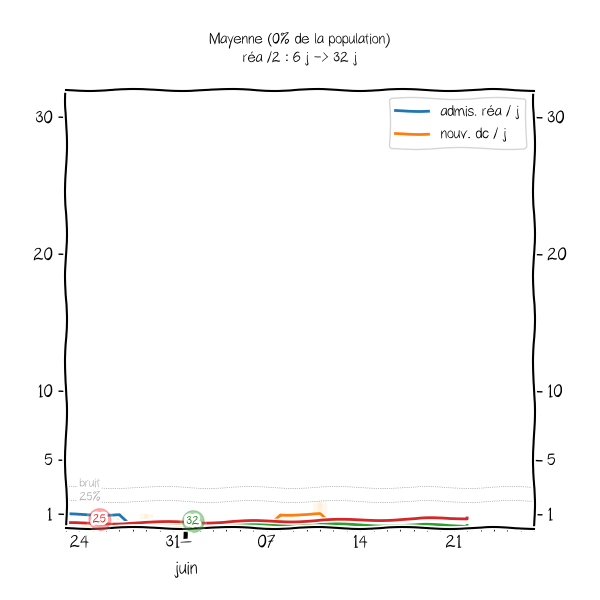 Mayenne (0% de la population)
réa /2 : 6 j -> 32 j
admis. réa / j
nouv. dc / j
30 30
20 20
10 10
5 5
bruit
25%
1 1
25 32
24 31 07 14 21
juin